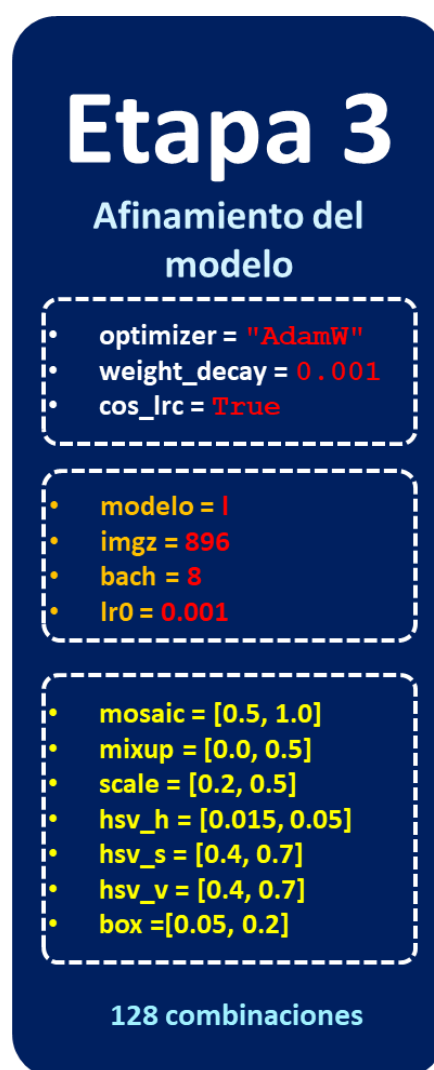 Etapa 3
Afinamiento del
modelo
• optimizer = "AdamW"
• weight_decay = 0.001
• cos_lrc = True
• modelo = l
• imgz = 896
• bach = 8
• lr0 = 0.001
• mosaic = [0.5, 1.0]
• mixup = [0.0, 0.5]
• scale = [0.2, 0.5]
• hsv_h = [0.015, 0.05]
• hsv_s = [0.4, 0.7]
• hsv_v = [0.4, 0.7]
• box =[0.05, 0.2]
128 combinaciones